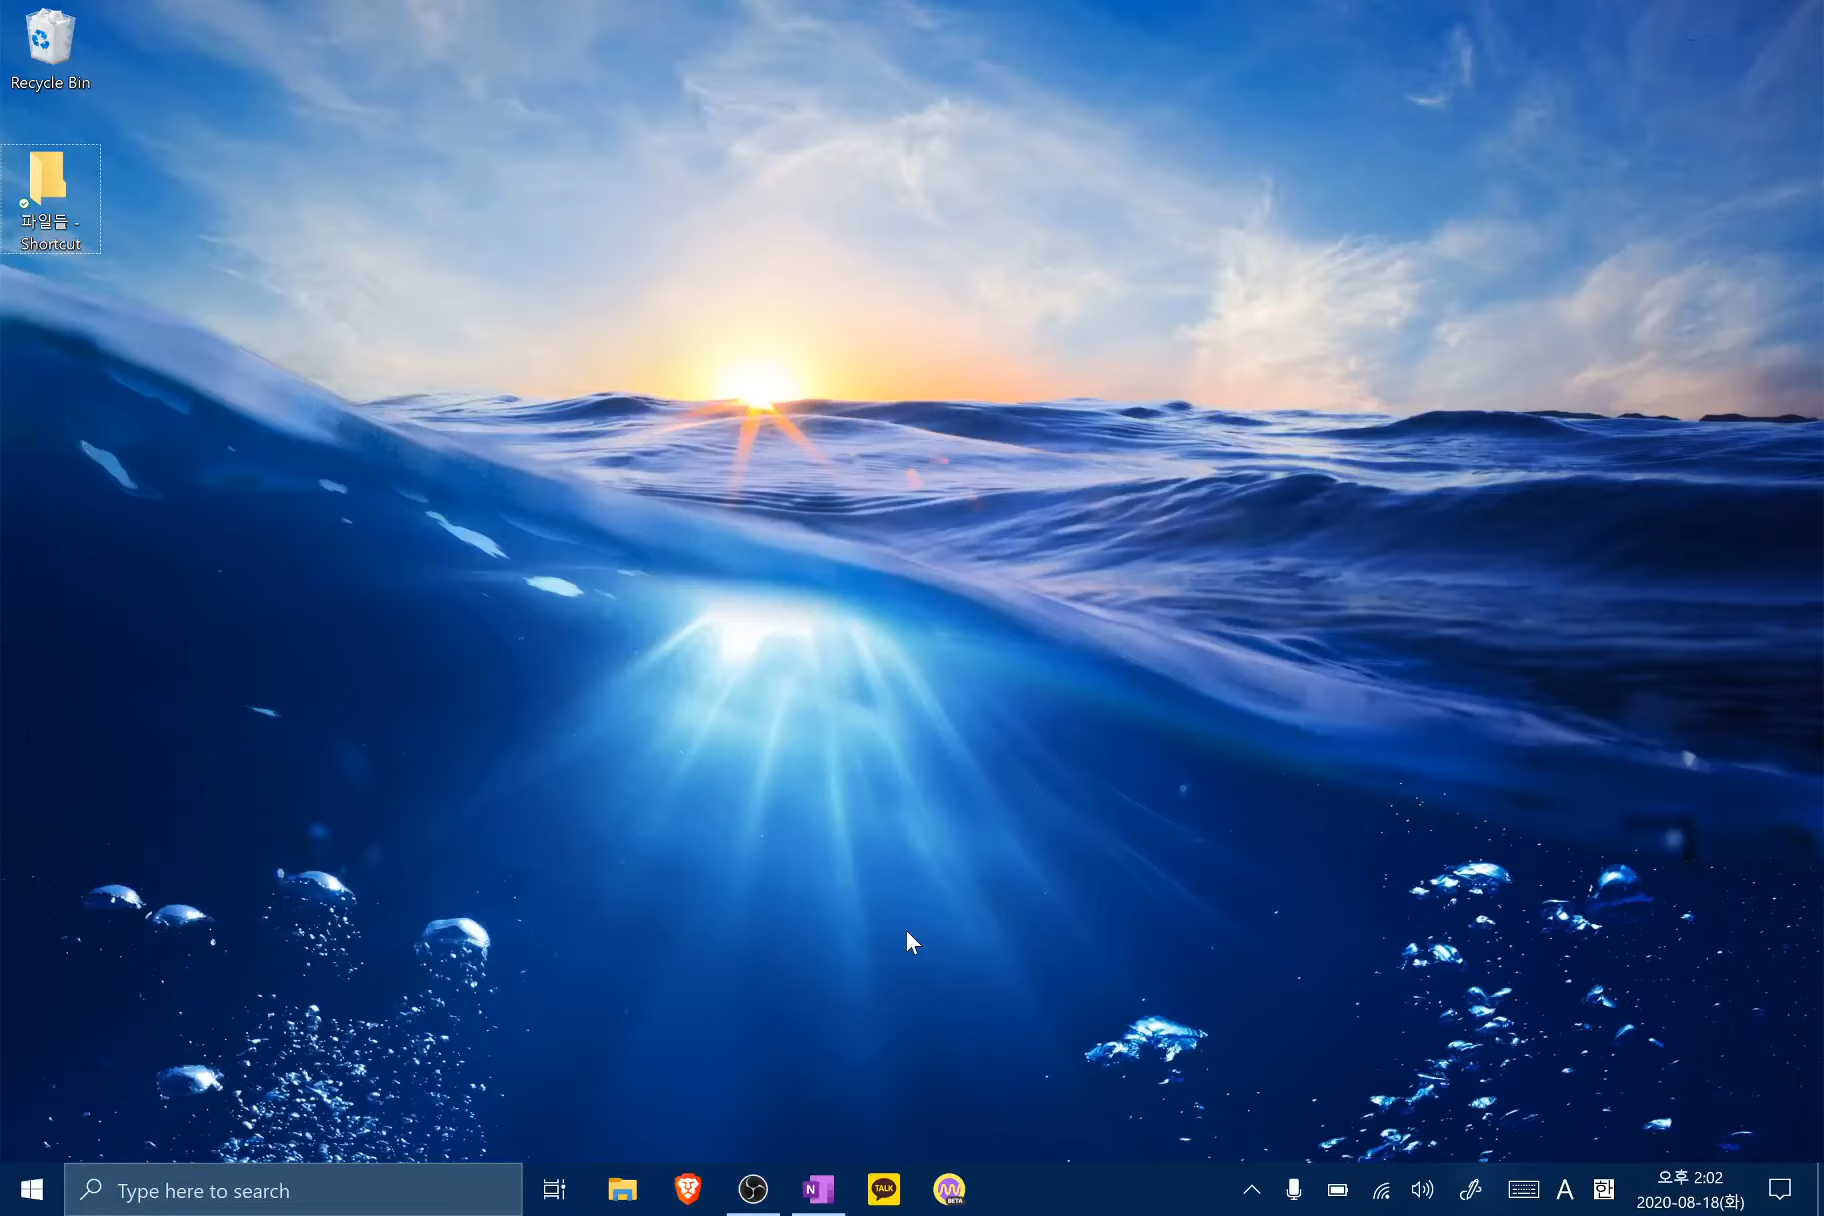 Recycle Bin
파일들 -
Shortcut
Type here to search
N
TALK
BETA
A
한
오후 2:02
2020-08-18(화)